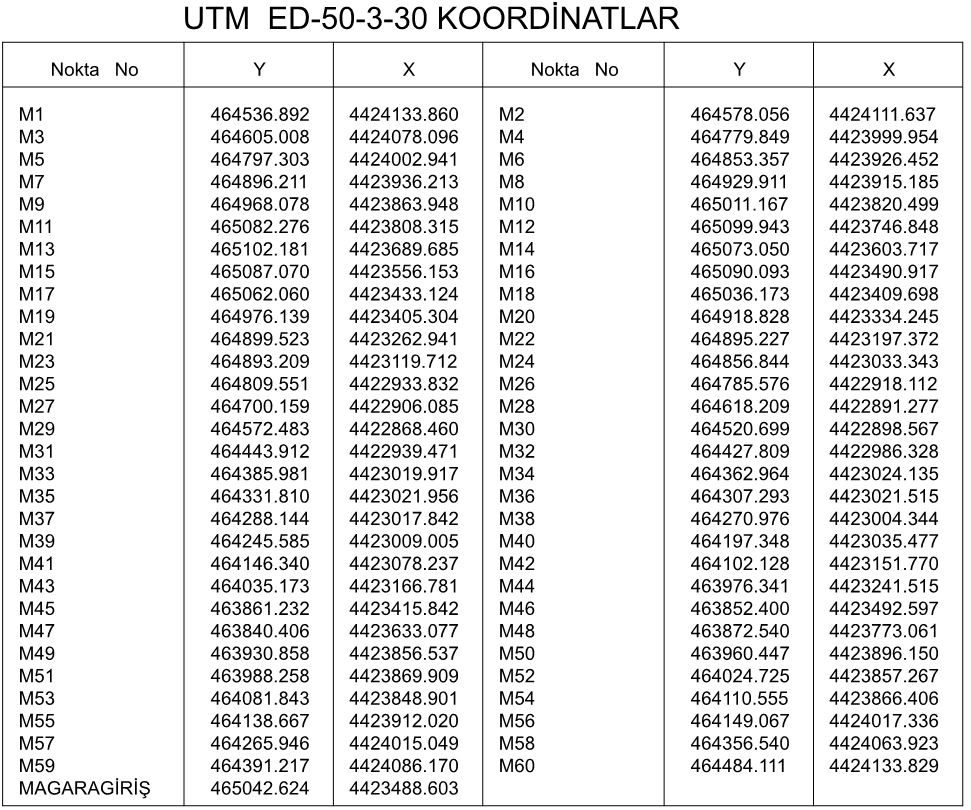 UTM ED-50-3-30 KOORDİNATLAR
Nokta No Y X Nokta No Y X
M1 464536.892 4424133.860 M2 464578.056 4424111.637
M3 464605.008 4424078.096 M4 464779.849 4423999.954
M5 464797.303 4424002.941 M6 464853.357 4423926.452
M7 464896.211 4423936.213 M8 464929.911 4423915.185
M9 464968.078 4423863.948 M10 465011.167 4423820.499
M11 465082.276 4423808.315 M12 465099.943 4423746.848
M13 465102.181 4423689.685 M14 465073.050 4423603.717
M15 465087.070 4423556.153 M16 465090.093 4423490.917
M17 465062.060 4423433.124 M18 465036.173 4423409.698
M19 464976.139 4423405.304 M20 464918.828 4423334.245
M21 464899.523 4423262.941 M22 464895.227 4423197.372
M23 464893.209 4423119.712 M24 464856.844 4423033.343
M25 464809.551 4422933.832 M26 464785.576 4422918.112
M27 464700.159 4422906.085 M28 464618.209 4422891.277
M29 464572.483 4422868.460 M30 464520.699 4422898.567
M31 464443.912 4422939.471 M32 464427.809 4422986.328
M33 464385.981 4423019.917 M34 464362.964 4423024.135
M35 464331.810 4423021.956 M36 464307.293 4423021.515
M37 464288.144 4423017.842 M38 464270.976 4423004.344
M39 464245.585 4423009.005 M40 464197.348 4423035.477
M41 464146.340 4423078.237 M42 464102.128 4423151.770
M43 464035.173 4423166.781 M44 463976.341 4423241.515
M45 463861.232 4423415.842 M46 463852.400 4423492.597
M47 463840.406 4423633.077 M48 463872.540 4423773.061
M49 463930.858 4423856.537 M50 463960.447 4423896.150
M51 463988.258 4423869.909 M52 464024.725 4423857.267
M53 464081.843 4423848.901 M54 464110.555 4423866.406
M55 464138.667 4423912.020 M56 464149.067 4424017.336
M57 464265.946 4424015.049 M58 464356.540 4424063.923
M59 464391.217 4424086.170 M60 464484.111 4424133.829
MAGARAGİRİŞ 465042.624 4423488.603